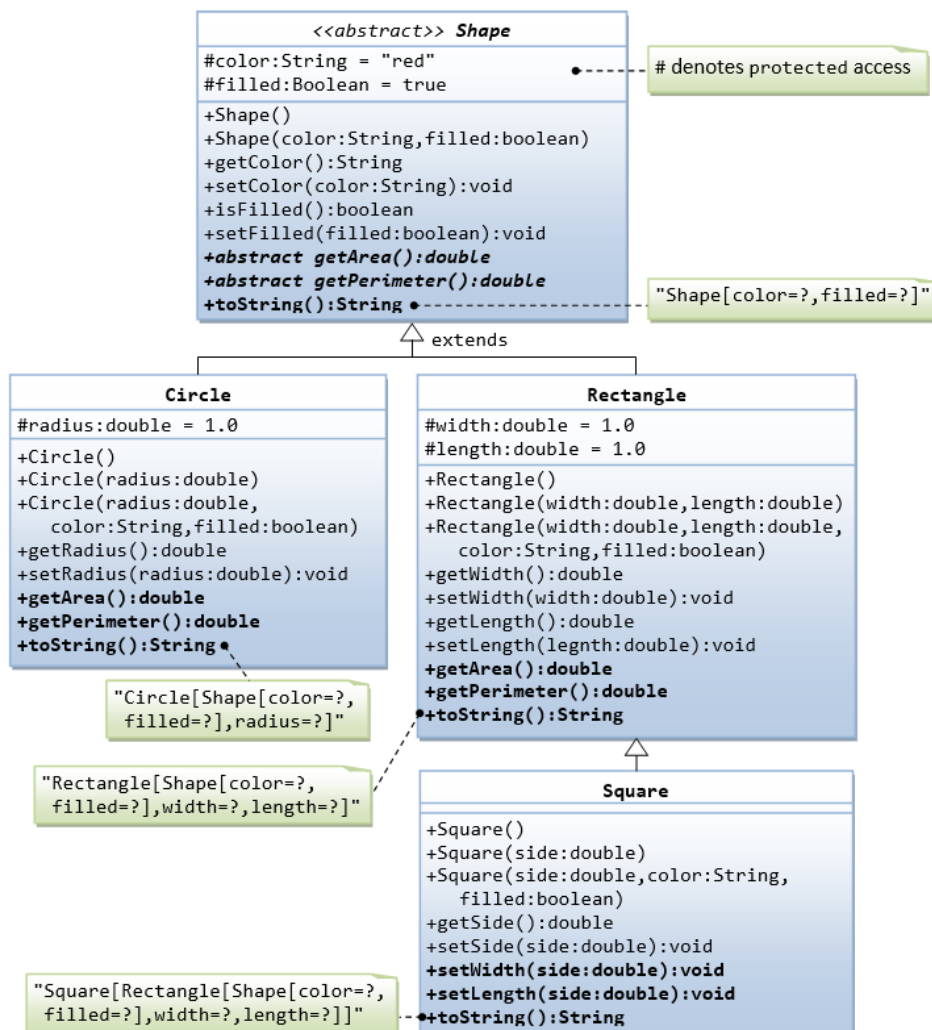 <<abstract>> Shape
#color:String = "red"
#filled:Boolean = true
# denotes protected access
+Shape()
+Shape(color:String,filled:boolean)
+getColor():String
+setColor(color:String):void
+isFilled():boolean
+setFilled(filled:boolean):void
+abstract getArea():double
+abstract getPerimeter():double
+toString():String
"Shape[color=?,filled=?]"
extends
Circle
#radius:double = 1.0
+Circle()
+Circle(radius:double)
+Circle(radius:double,
color:String,filled:boolean)
+getRadius():double
+setRadius(radius:double):void
+getArea():double
+getPerimeter():double
+toString():String
"Circle[Shape[color=?,
filled=?],radius=?]"
Rectangle
#width:double = 1.0
#length:double = 1.0
+Rectangle()
+Rectangle(width:double,length:double)
+Rectangle(width:double,length:double,
color:String,filled:boolean)
+getWidth():double
+setWidth(width:double):void
+getLength():double
+setLength(legnth:double):void
+getArea():double
+getPerimeter():double
+toString():String
"Rectangle[Shape[color=?,
filled=?],width=?,length=?]"
Square
+Square()
+Square(side:double)
+Square(side:double,color:String,
filled:boolean)
+getSide():double
+setSide(side:double):void
+setWidth(side:double):void
+setLength(side:double):void
+toString():String
"Square[Rectangle[Shape[color=?,
filled=?],width=?,length=?]]"